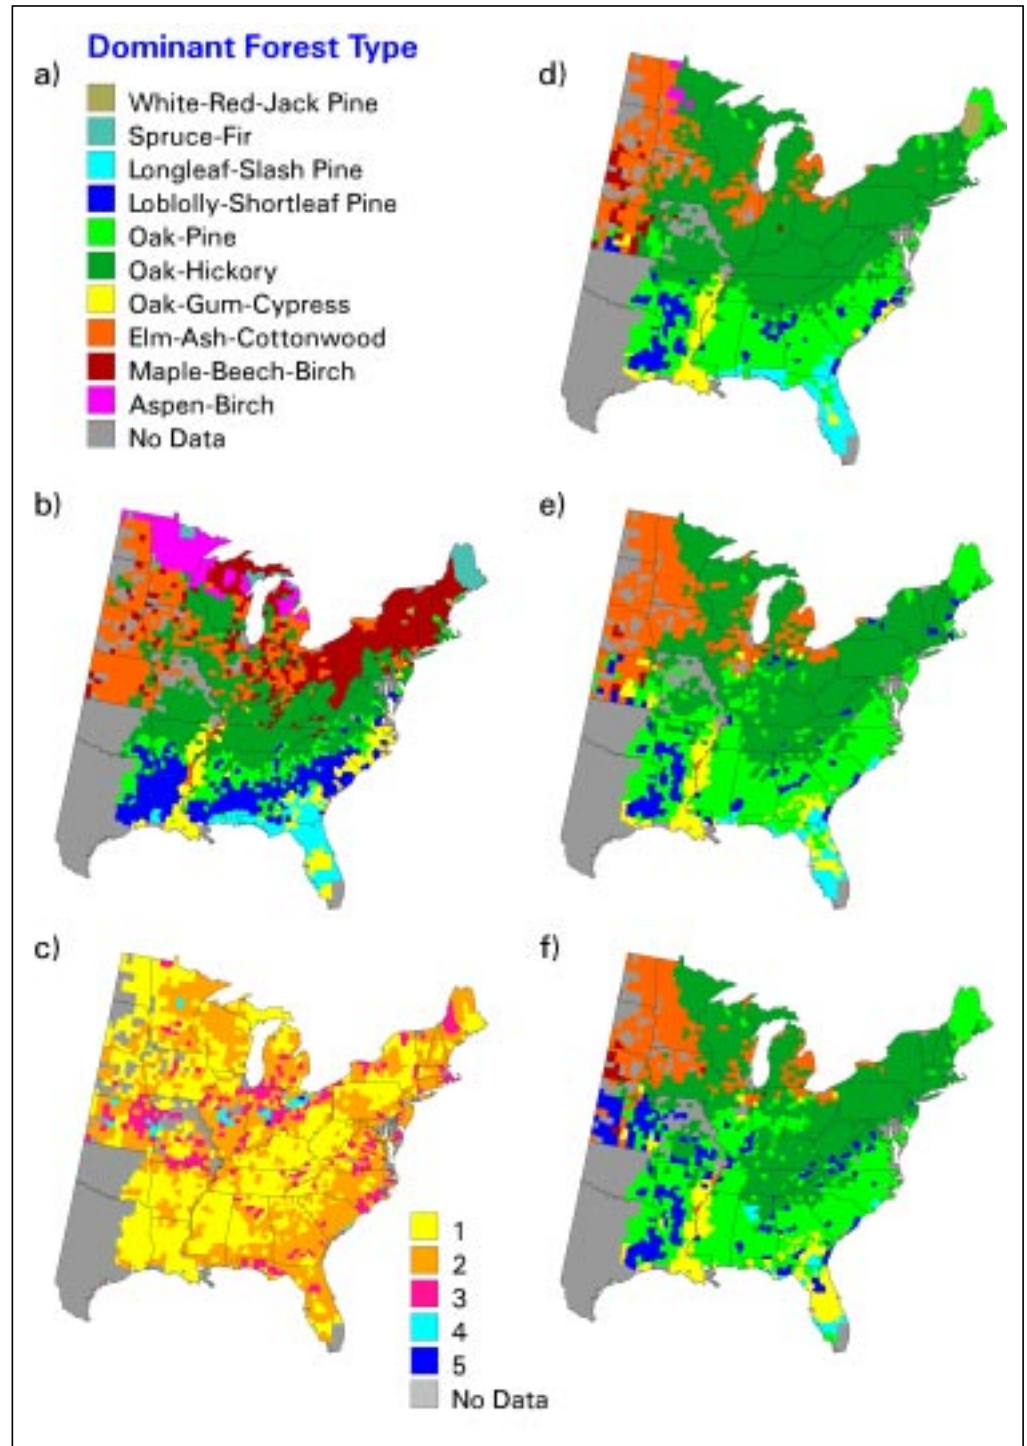 Dominant Forest Type
a)
White-Red-Jack Pine
Spruce-Fir
Longleaf-Slash Pine
Loblolly-Shortleaf Pine
Oak-Pine
Oak-Hickory
Oak-Gum-Cypress
Elm-Ash-Cottonwood
Maple-Beech-Birch
Aspen-Birch
No Data
d)
b)
e)
c)
1
2
3
4
5
No Data
f)